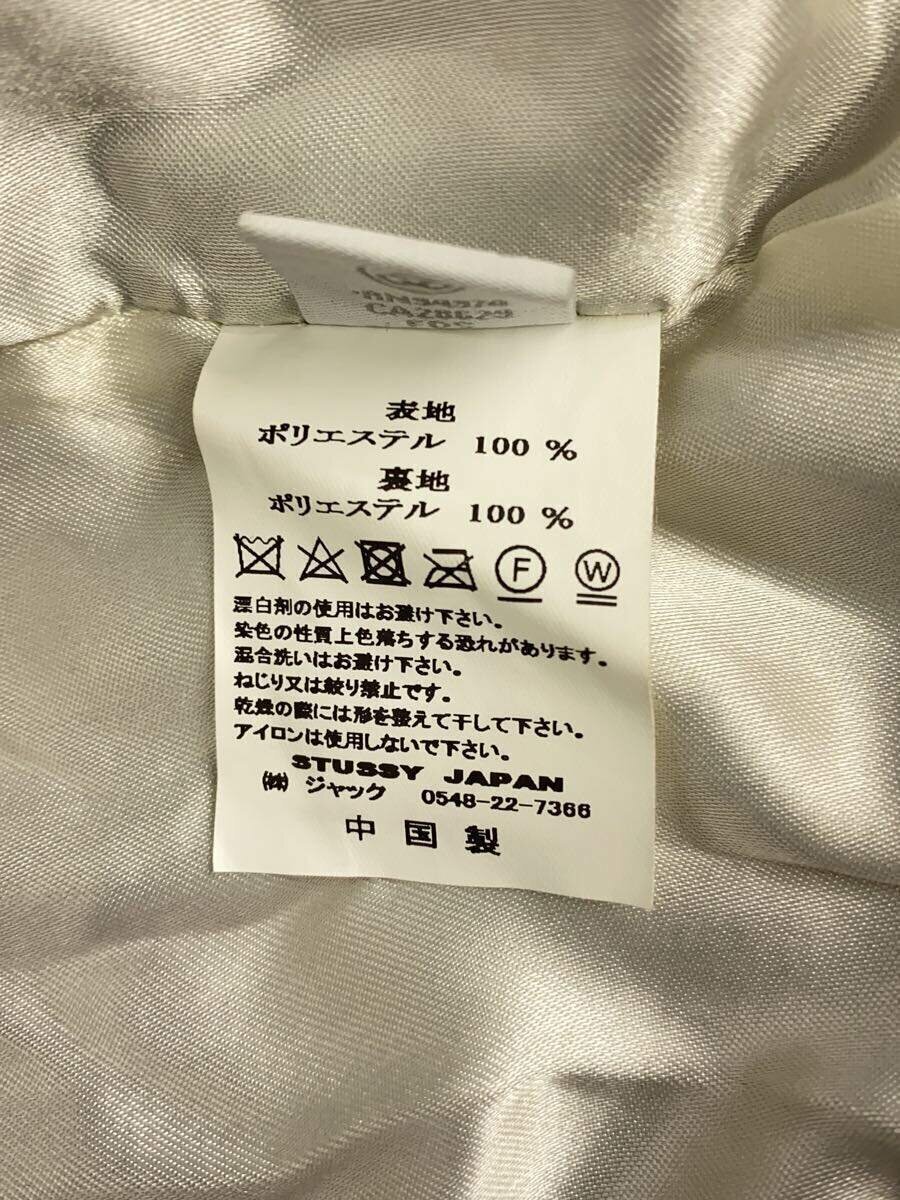 CA28629
表地
ポリエステル 100 %
裏地
ポリエステル 100 %
F W
漂白剤の使用はお避け下さい。
染色の性質上色落ちする恐れがあります。
混合洗いはお避け下さい。
ねじり又は絞り禁止です。
乾燥の際には形を整えて干して下さい。
アイロンは使用しないで下さい。
STUSSY JAPAN
㈱ ジャック 0548-22-7366
中国製